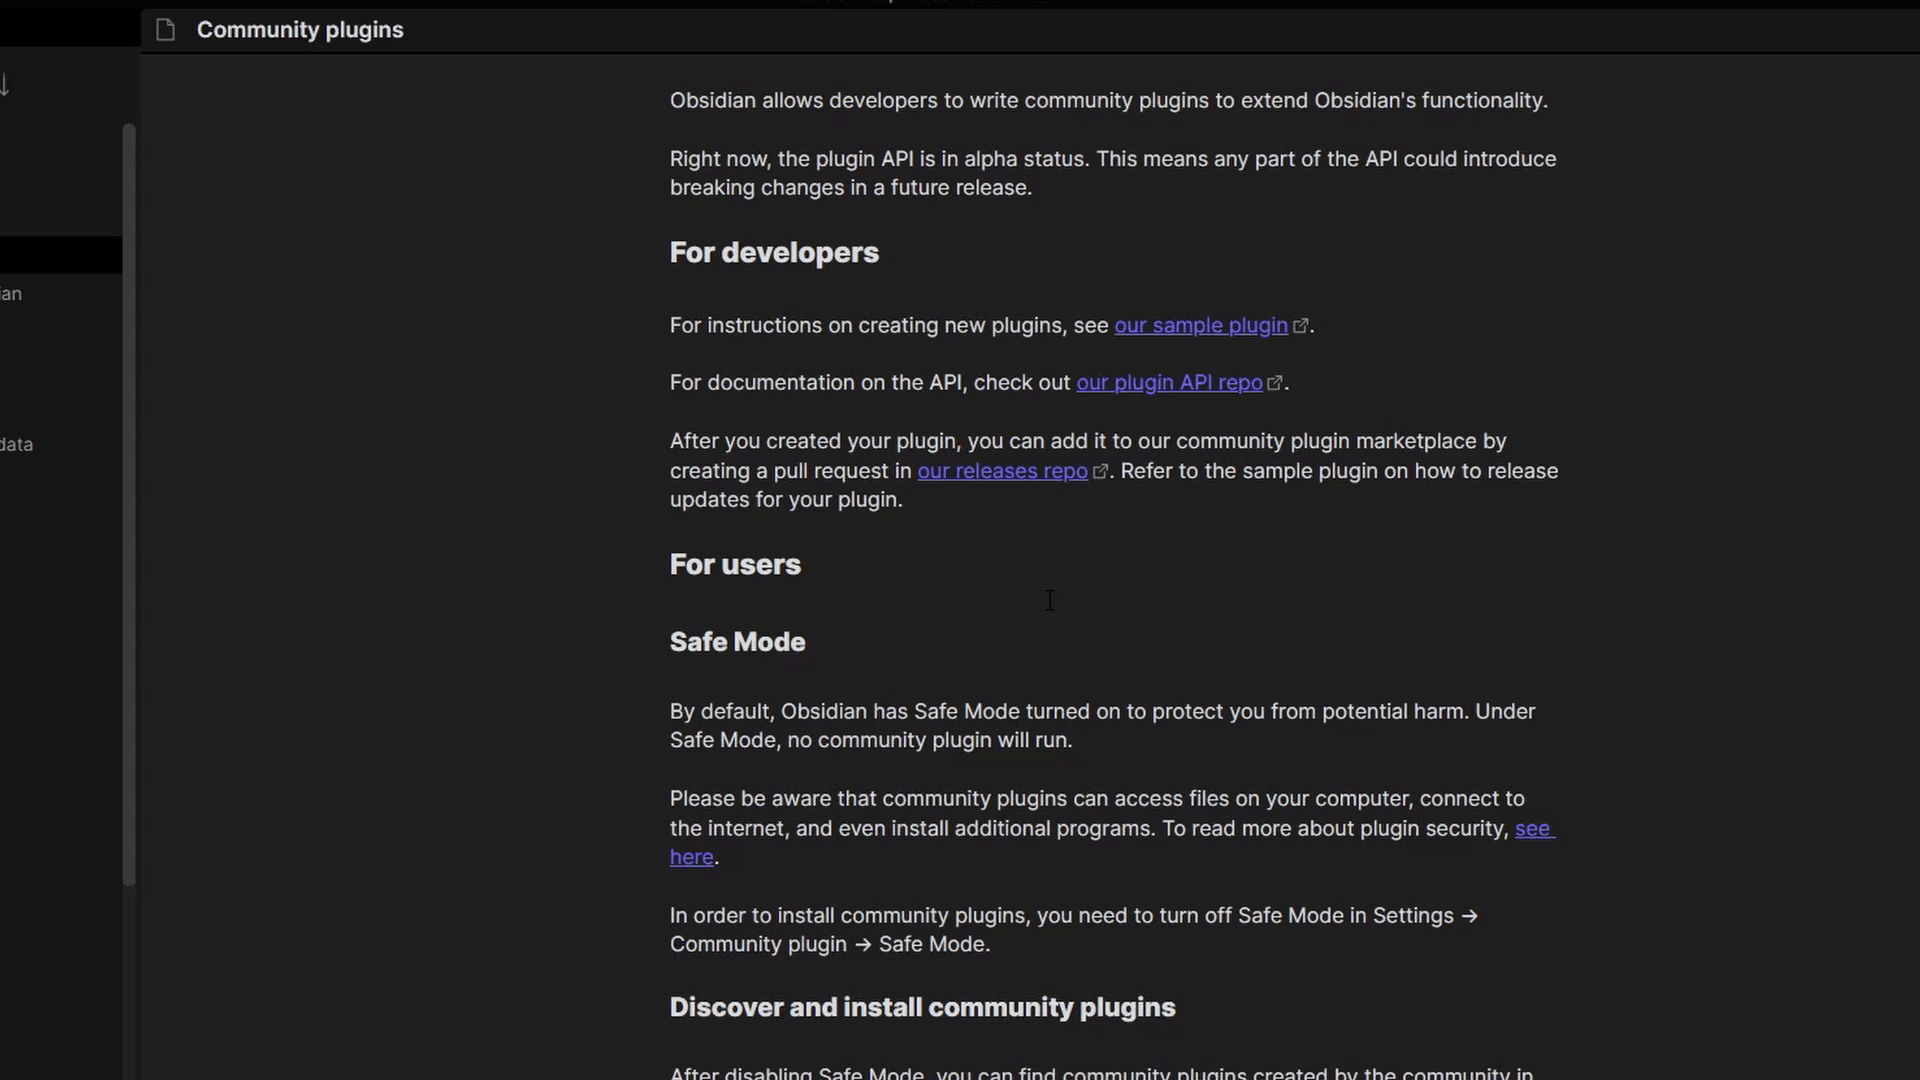 Community plugins
Obsidian allows developers to write community plugins to extend Obsidian's functionality.
Right now, the plugin API is in alpha status. This means any part of the API could introduce
breaking changes in a future release.
For developers
ian
For instructions on creating new plugins, see our sample plugin.
For documentation on the API, check out our plugin API repo.
After you created your plugin, you can add it to our community plugin marketplace by
data
creating a pull request in our releases repo. Refer to the sample plugin on how to release
updates for your plugin.
For users
Safe Mode
By default, Obsidian has Safe Mode turned on to protect you from potential harm. Under
Safe Mode, no community plugin will run.
Please be aware that community plugins can access files on your computer, connect to
the internet, and even install additional programs. To read more about plugin security, see
here.
In order to install community plugins, you need to turn off Safe Mode in Settings →
Community plugin → Safe Mode.
Discover and install community plugins
After disabling Safe Mode, you can find community plugins created by the community in